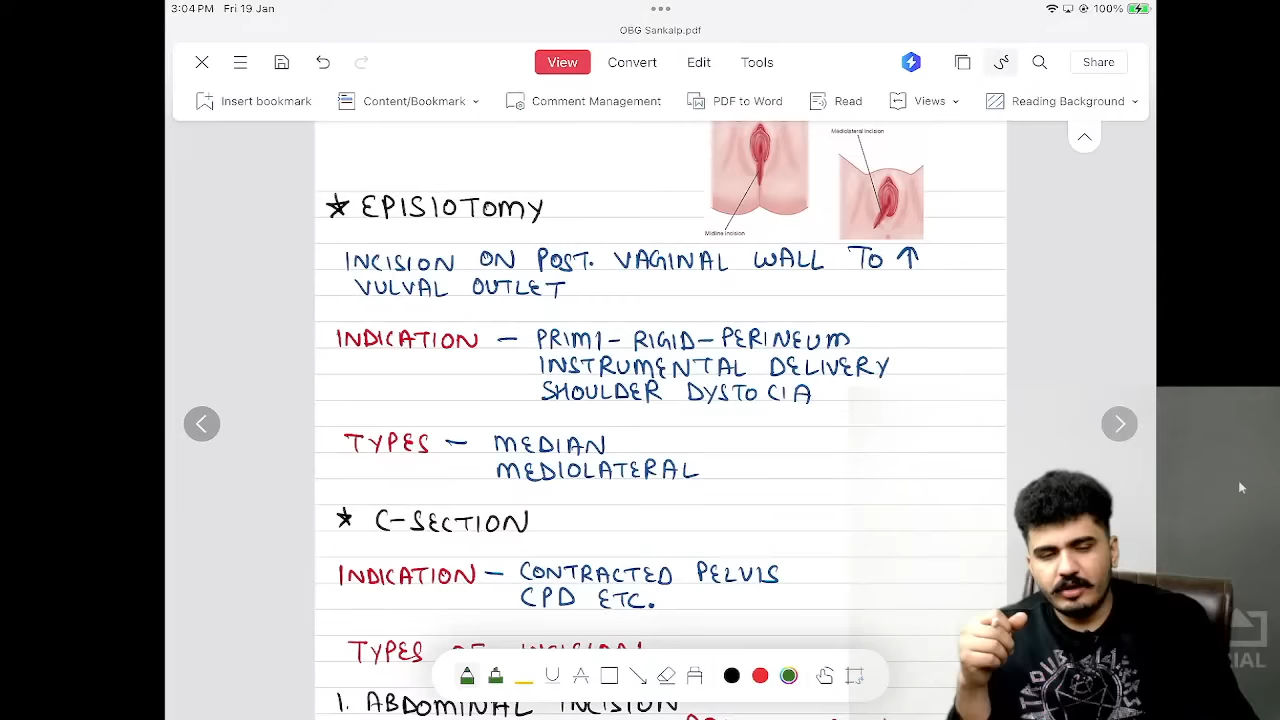 3:04 PM Fri 19 Jan
100%
OBG Sankalp.pdf
View Convert Edit Tools
Share
Insert bookmark Content/Bookmark Comment Management PDF to Word Read Views Reading Background
Mediolateral incision
Midline incision
★ EPISIOTOMY
INCISION ON POST. VAGINAL WALL TO ↑
VULVAL OUTLET
INDICATION – PRIMI-RIGID-PERINEUM
INSTRUMENTAL DELIVERY
SHOULDER DYSTOCIA
TYPES – MEDIAN
MEDIOLATERAL
★ C-SECTION
INDICATION – CONTRACTED PELVIS
CPD ETC.
TYPES OF INCISION
1. ABDOMINAL INCISION